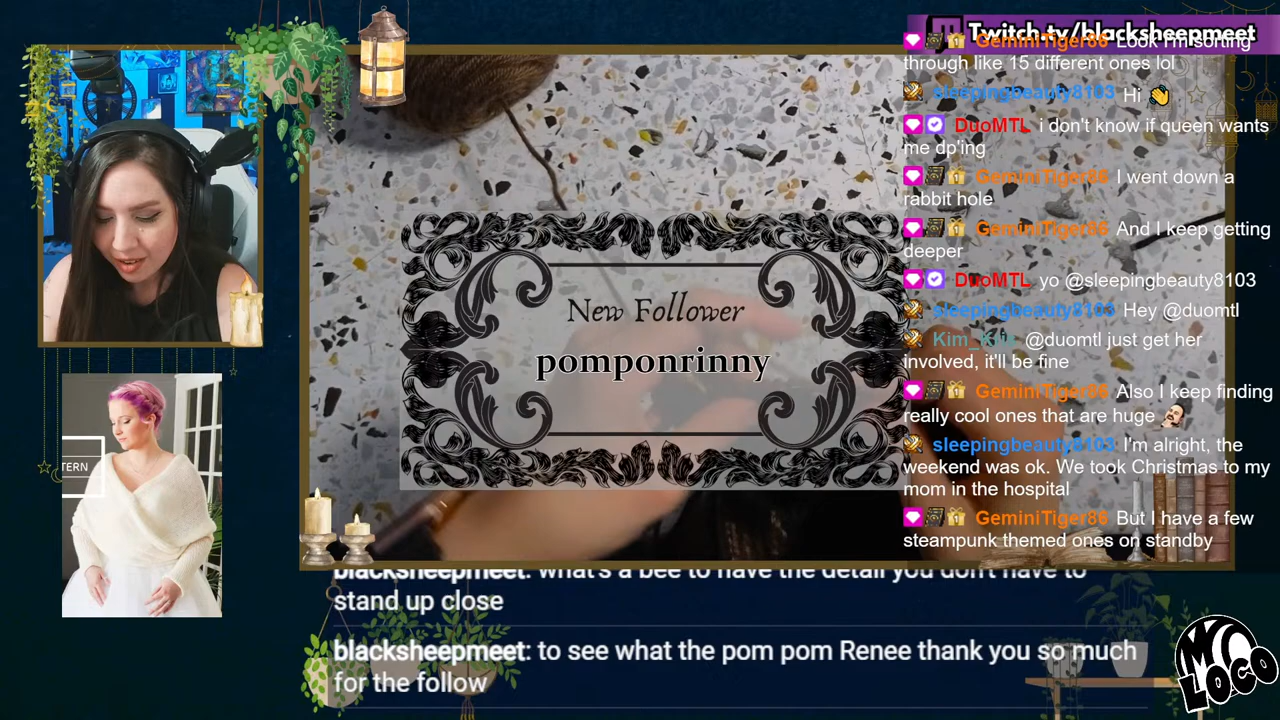 Twitch.tv/blacksheepmeet
GeminiTiger86 Look I'm sorting
through like 15 different ones lol
sleepingbeauty8103 Hi
DuoMTL i don't know if queen wants
me dp'ing
GeminiTiger86 I went down a
rabbit hole
GeminiTiger86 And I keep getting
deeper
DuoMTL yo @sleepingbeauty8103
sleepingbeauty8103 Hey @duomtl
@duomtl just get her
involved, it'll be fine
GeminiTiger86 Also I keep finding
really cool ones that are huge
sleepingbeauty8103 I'm alright, the
weekend was ok. We took Christmas to my
mom in the hospital
GeminiTiger86 But I have a few
steampunk themed ones on standby
New Follower
pomponrinny
TERN
blacksheepmeet: what's a bee to have the detail you don't have to
stand up close
blacksheepmeet: to see what the pom pom Renee thank you so much
for the follow
MC
LOCO